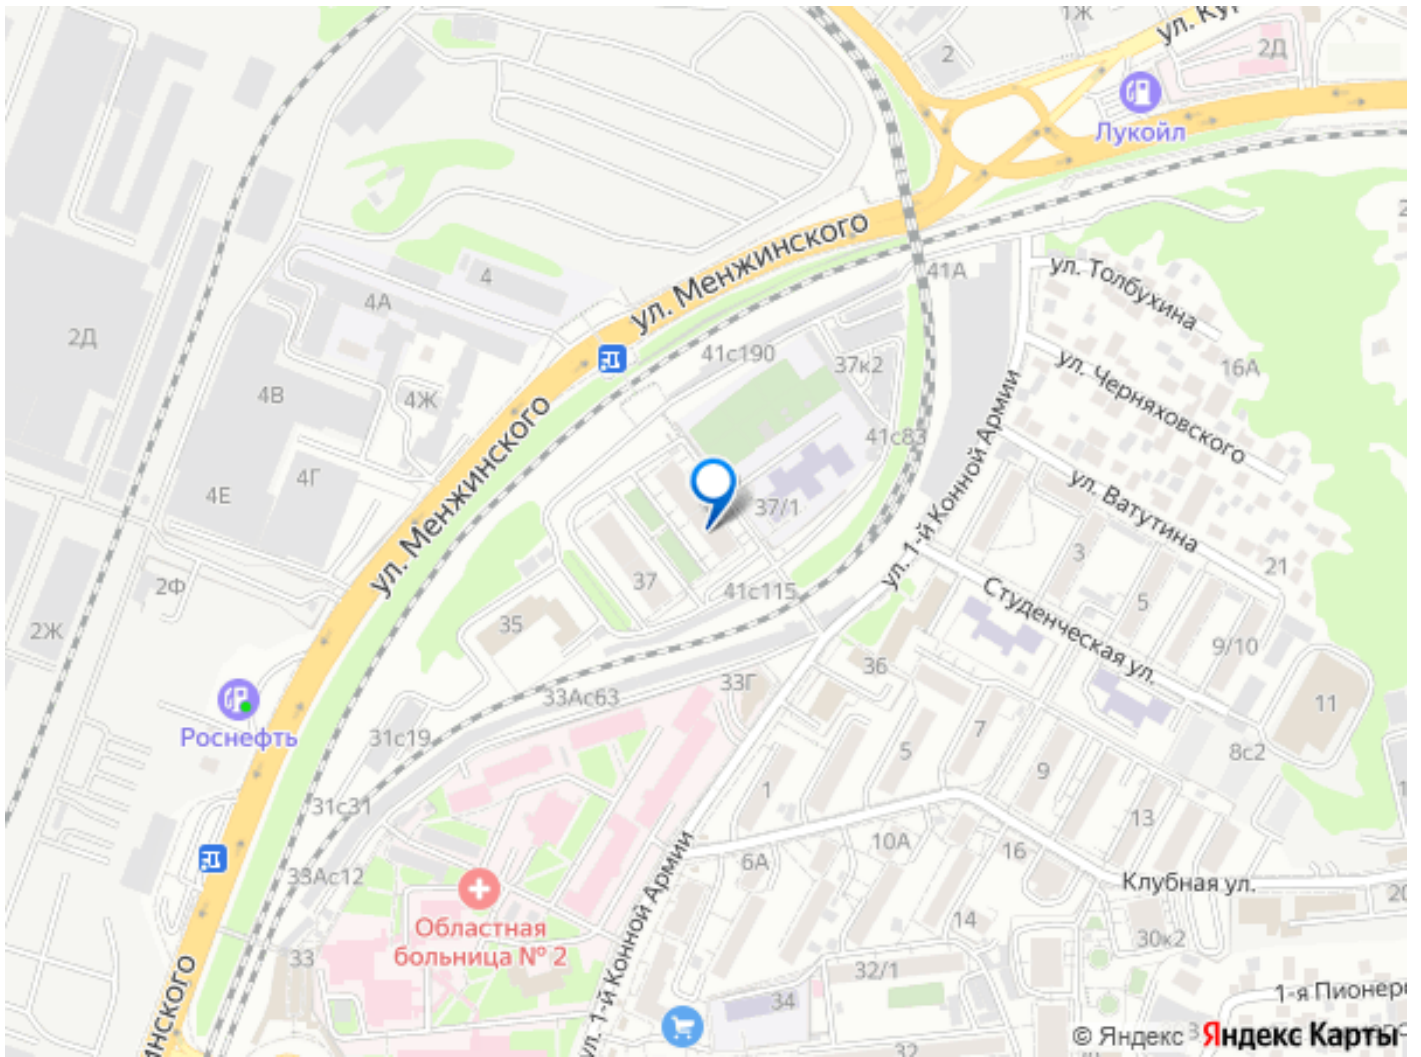 1Ж
ул. Кур
2
2Д
Лукойл
ул. Менжинского
41А
ул. Толбухина
4
4А
2Д
41с190
37к2
16А
ул. Черняховского
4В
4Ж
ул. Менжинского
41с83
ул. 1-й Конной Армии
4Г
4Е
37/1
ул. Ватутина
3
21
2Ф
37
41с115
Студенческая ул.
5
2Ж
35
9/10
36
33Г
33Ас63
11
Роснефть
31с19
7
5
8с2
9
1
31с31
13
10А
6А
16
33Ас12
Клубная ул.
ул. 1-й Конной Армии
Областная
больница № 2
14
30к2
33
32/1
инского
34
1-я Пионерс
32
© Яндекс
Яндекс Карты